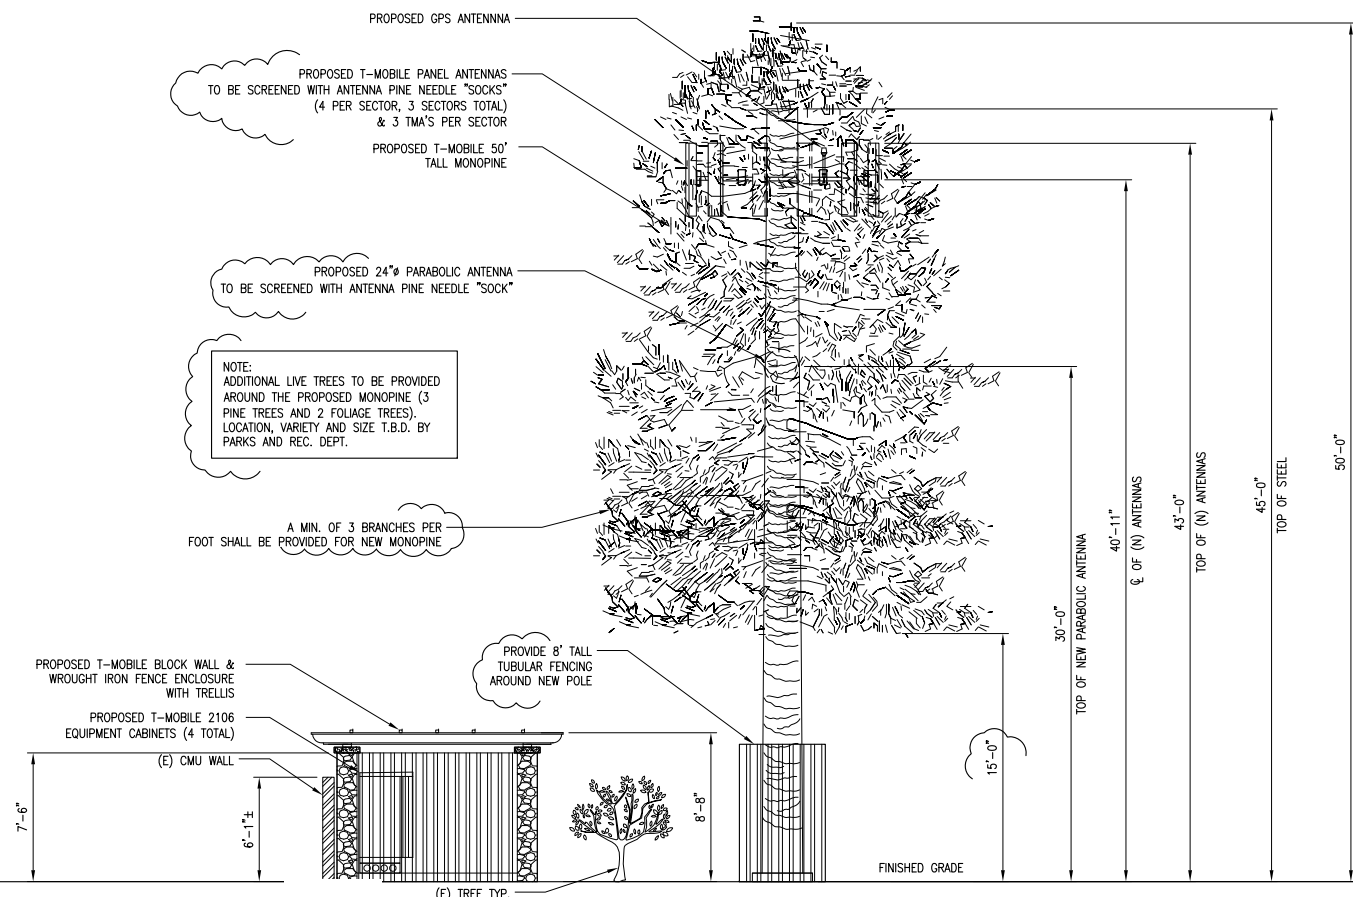 PROPOSED GPS ANTENNNA
PROPOSED T-MOBILE PANEL ANTENNAS
TO BE SCREENED WITH ANTENNA PINE NEEDLE "SOCKS"
(4 PER SECTOR, 3 SECTORS TOTAL)
& 3 TMA'S PER SECTOR
PROPOSED T-MOBILE 50'
TALL MONOPINE
PROPOSED 24"ø PARABOLIC ANTENNA
TO BE SCREENED WITH ANTENNA PINE NEEDLE "SOCK"
NOTE:
ADDITIONAL LIVE TREES TO BE PROVIDED
AROUND THE PROPOSED MONOPINE (3
PINE TREES AND 2 FOLIAGE TREES).
LOCATION, VARIETY AND SIZE T.B.D. BY
PARKS AND REC. DEPT.
A MIN. OF 3 BRANCHES PER
FOOT SHALL BE PROVIDED FOR NEW MONOPINE
PROVIDE 8' TALL
TUBULAR FENCING
AROUND NEW POLE
PROPOSED T-MOBILE BLOCK WALL &
WROUGHT IRON FENCE ENCLOSURE
WITH TRELLIS
PROPOSED T-MOBILE 2106
EQUIPMENT CABINETS (4 TOTAL)
(E) CMU WALL
7'-6"
6'-1"±
8'-8"
(E) TREE TYP.
FINISHED GRADE
15'-0"
30'-0"
TOP OF NEW PARABOLIC ANTENNA
40'-11"
℄ OF (N) ANTENNAS
43'-0"
TOP OF (N) ANTENNAS
45'-0"
TOP OF STEEL
50'-0"